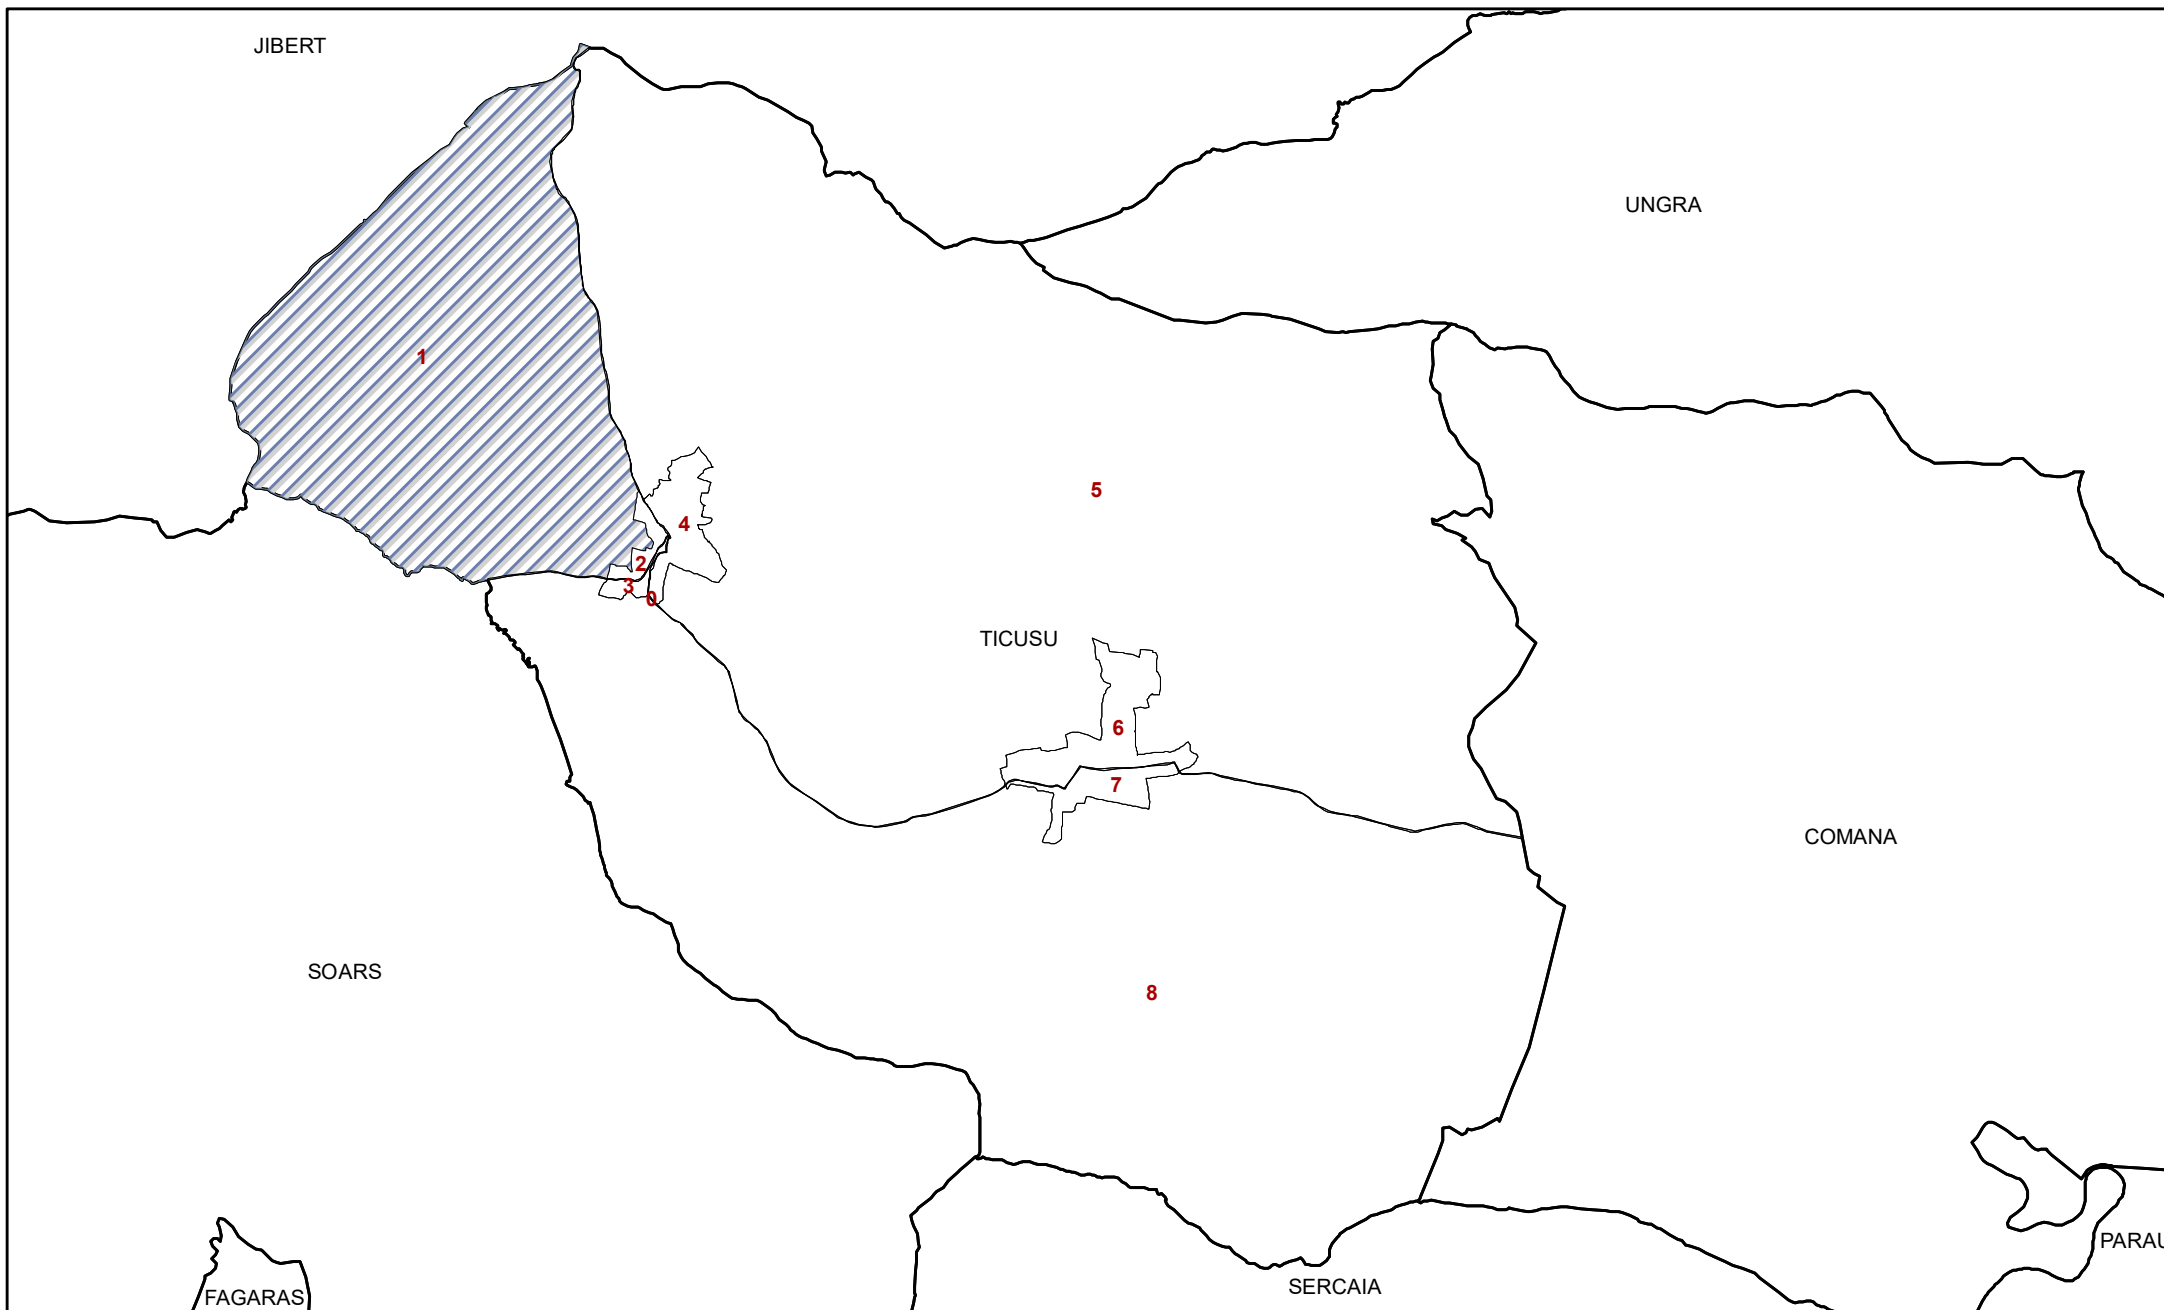 JIBERT
UNGRA
1
5
4
2
3
0
TICUSU
6
7
COMANA
SOARS
8
PARAU
SERCAIA
FAGARAS